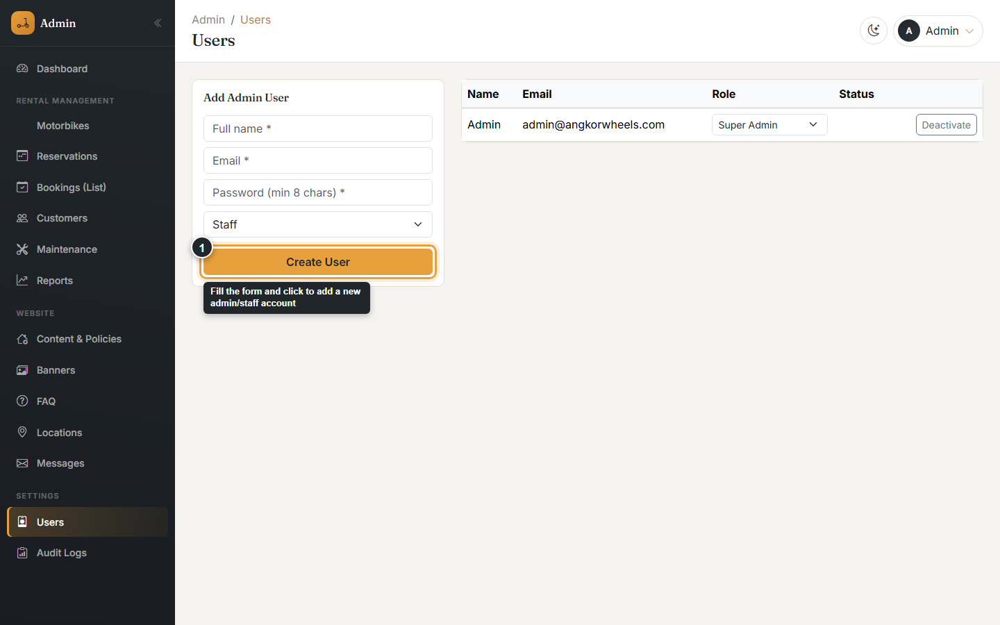 Admin
Dashboard
RENTAL MANAGEMENT
Motorbikes
Reservations
Bookings (List)
Customers
Maintenance
Reports
WEBSITE
Content & Policies
Banners
FAQ
Locations
Messages
SETTINGS
Users
Audit Logs
Admin / Users
Users
A Admin
Add Admin User
Full name *
Email *
Password (min 8 chars) *
Staff
1
Create User
Fill the form and click to add a new
admin/staff account
Name Email Role Status
Admin admin@angkorwheels.com Super Admin Deactivate